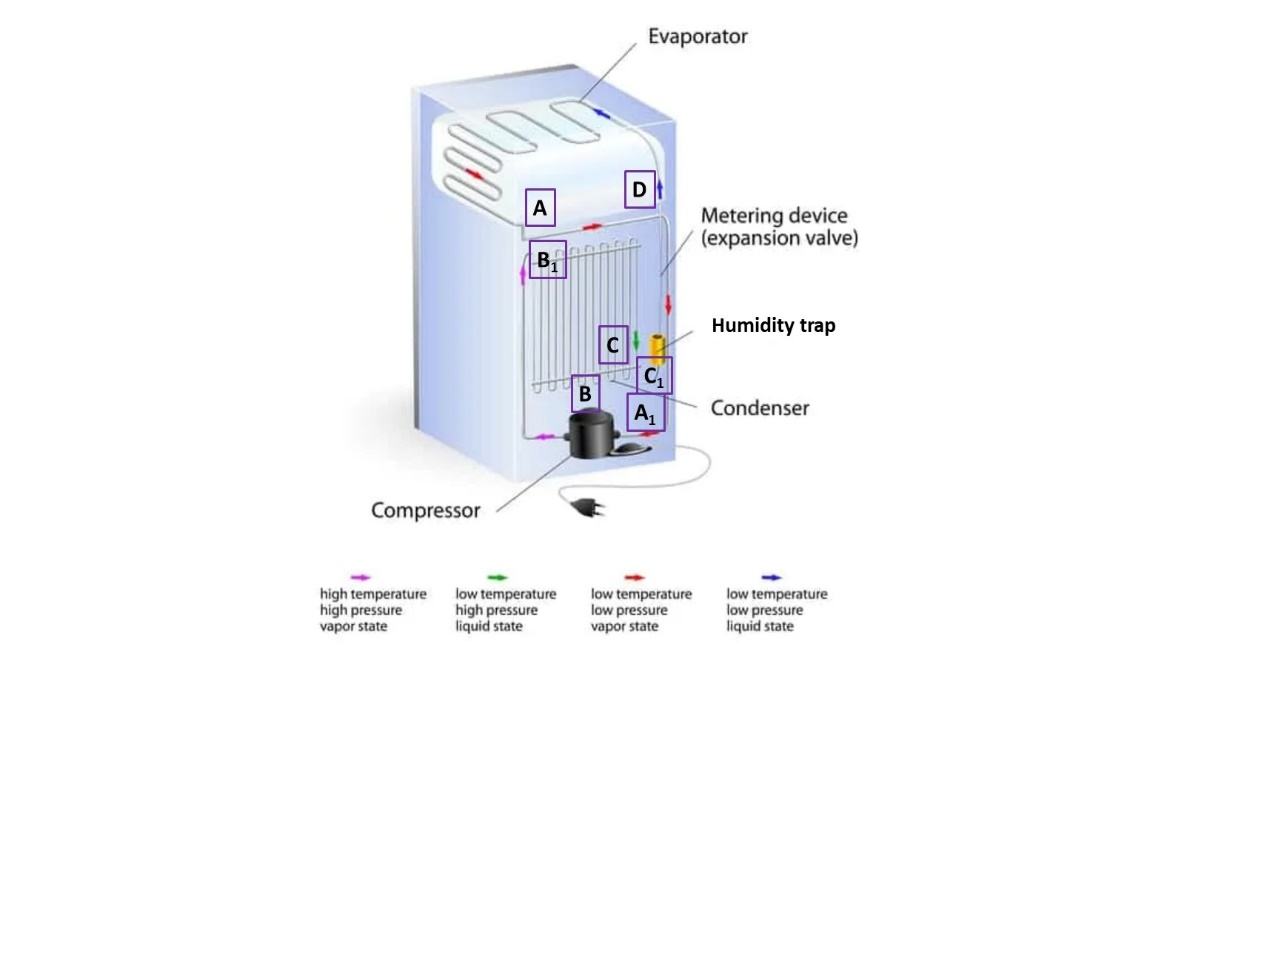 Evaporator
A
D
Metering device
(expansion valve)
B₁
Humidity trap
C
C₁
B
A₁
Condenser
Compressor
high temperature
high pressure
vapor state
low temperature
high pressure
liquid state
low temperature
low pressure
vapor state
low temperature
low pressure
liquid state